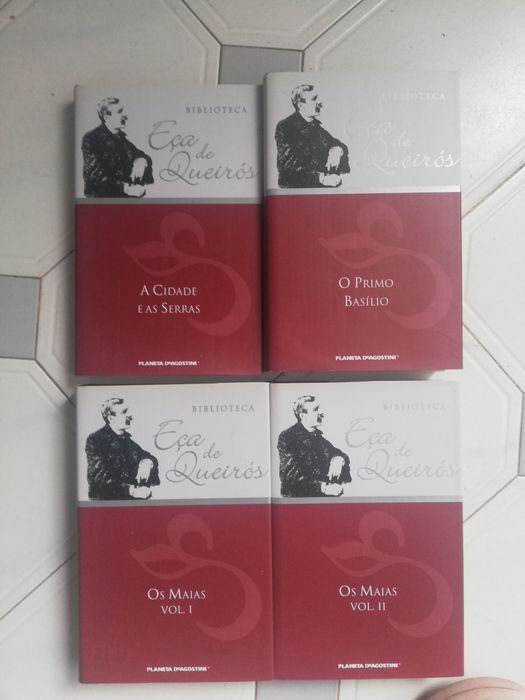 BIBLIOTECA
Eça
de
Queirós
A CIDADE
E AS SERRAS
PLANETA DEAGOSTINI
BIBLIOTECA
Eça
de
Queirós
O PRIMO
BASÍLIO
PLANETA DEAGOSTINI
BIBLIOTECA
Eça
de
Queirós
OS MAIAS
VOL. I
PLANETA DEAGOSTINI
BIBLIOTECA
Eça
de
Queirós
OS MAIAS
VOL. II
PLANETA DEAGOSTINI